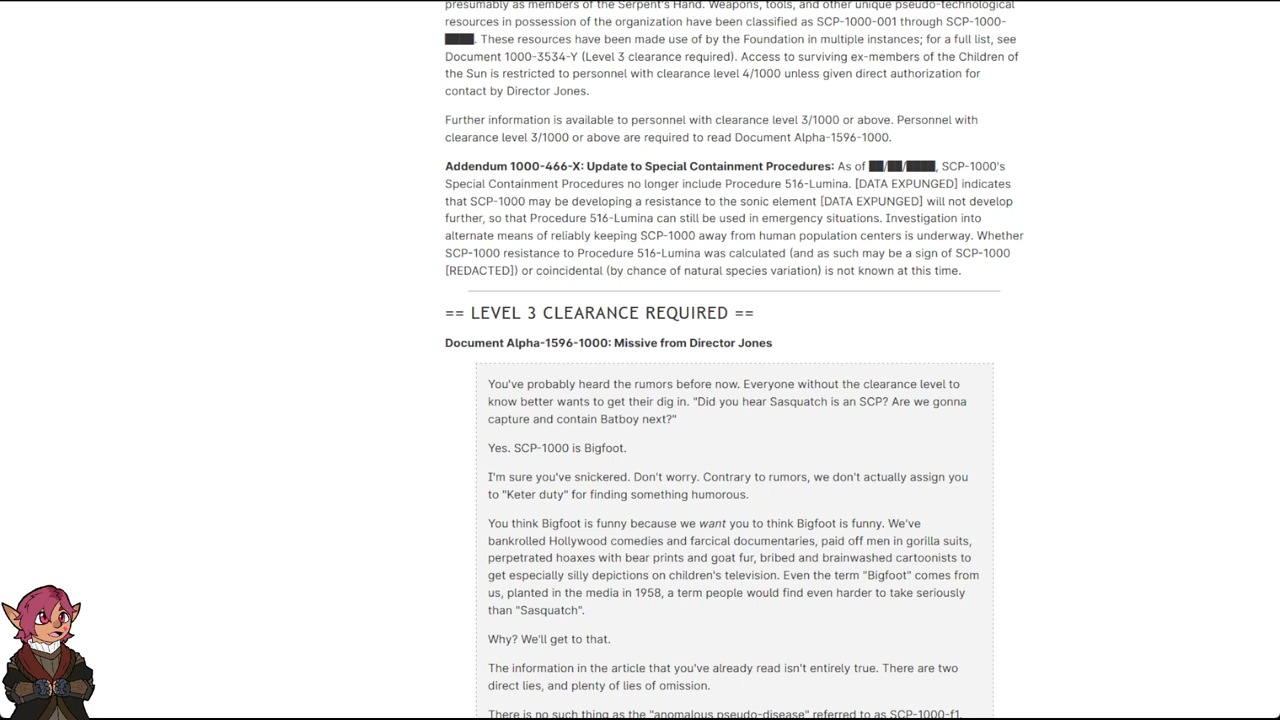 presumably as members of the Serpent's Hand. Weapons, tools, and other unique pseudo-technological
resources in possession of the organization have been classified as SCP-1000-001 through SCP-1000-
████. These resources have been made use of by the Foundation in multiple instances; for a full list, see
Document 1000-3534-Y (Level 3 clearance required). Access to surviving ex-members of the Children of
the Sun is restricted to personnel with clearance level 4/1000 unless given direct authorization for
contact by Director Jones.
Further information is available to personnel with clearance level 3/1000 or above. Personnel with
clearance level 3/1000 or above are required to read Document Alpha-1596-1000.
Addendum 1000-466-X: Update to Special Containment Procedures: As of ██/██/████, SCP-1000's
Special Containment Procedures no longer include Procedure 516-Lumina. [DATA EXPUNGED] indicates
that SCP-1000 may be developing a resistance to the sonic element [DATA EXPUNGED] will not develop
further, so that Procedure 516-Lumina can still be used in emergency situations. Investigation into
alternate means of reliably keeping SCP-1000 away from human population centers is underway. Whether
SCP-1000 resistance to Procedure 516-Lumina was calculated (and as such may be a sign of SCP-1000
[REDACTED]) or coincidental (by chance of natural species variation) is not known at this time.
== LEVEL 3 CLEARANCE REQUIRED ==
Document Alpha-1596-1000: Missive from Director Jones
You've probably heard the rumors before now. Everyone without the clearance level to
know better wants to get their dig in. "Did you hear Sasquatch is an SCP? Are we gonna
capture and contain Batboy next?"
Yes. SCP-1000 is Bigfoot.
I'm sure you've snickered. Don't worry. Contrary to rumors, we don't actually assign you
to "Keter duty" for finding something humorous.
You think Bigfoot is funny because we want you to think Bigfoot is funny. We've
bankrolled Hollywood comedies and farcical documentaries, paid off men in gorilla suits,
perpetrated hoaxes with bear prints and goat fur, bribed and brainwashed cartoonists to
get especially silly depictions on children's television. Even the term "Bigfoot" comes from
us, planted in the media in 1958, a term people would find even harder to take seriously
than "Sasquatch".
Why? We'll get to that.
The information in the article that you've already read isn't entirely true. There are two
direct lies, and plenty of lies of omission.
There is no such thing as the "anomalous pseudo-disease" referred to as SCP-1000-f1.